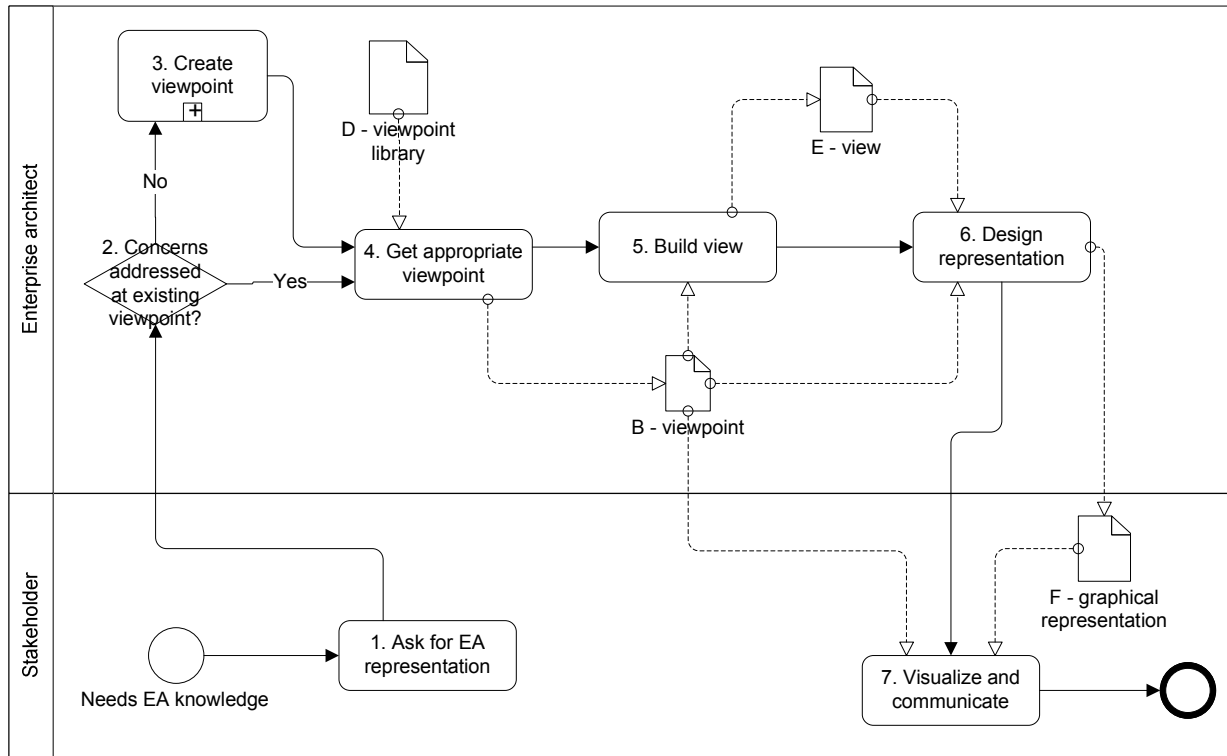 Enterprise architect
3. Create
viewpoint
+
D - viewpoint
library
E - view
No
2. Concerns
addressed
at existing
viewpoint?
Yes
4. Get appropriate
viewpoint
5. Build view
6. Design
representation
B - viewpoint
Stakeholder
Needs EA knowledge
1. Ask for EA
representation
F - graphical
representation
7. Visualize and
communicate